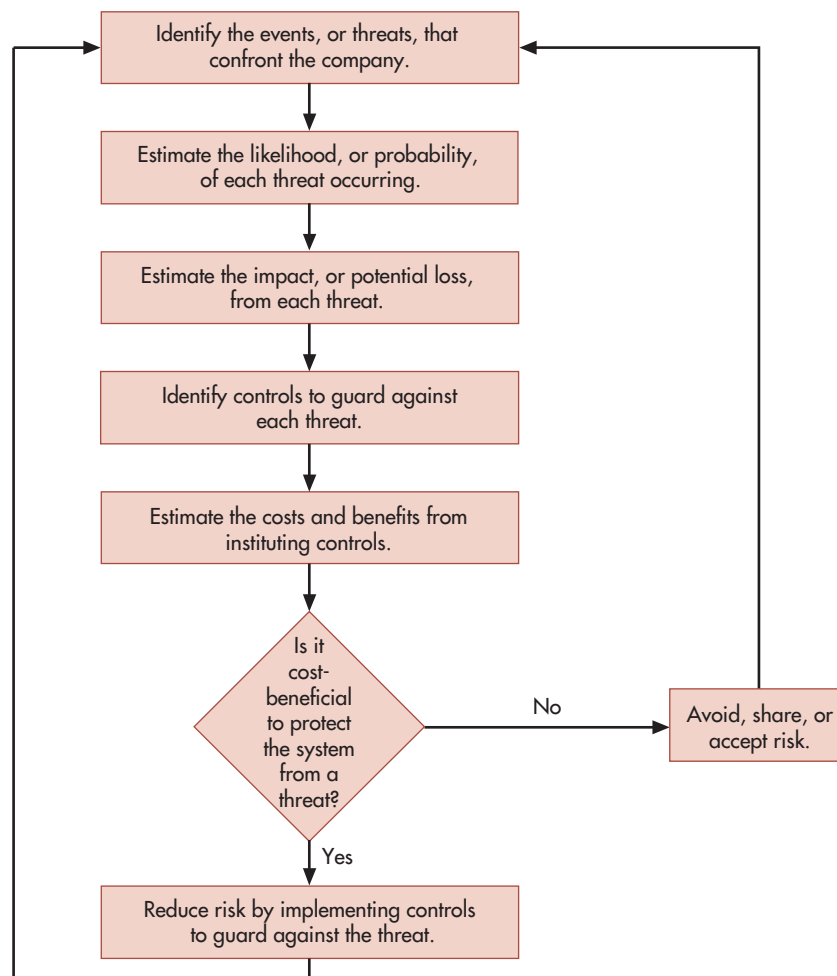 Identify the events, or threats, that
confront the company.
Estimate the likelihood, or probability,
of each threat occurring.
Estimate the impact, or potential loss,
from each threat.
Identify controls to guard against
each threat.
Estimate the costs and benefits from
instituting controls.
Is it
cost-
beneficial
to protect
the system
from a
threat?
No
Avoid, share, or
accept risk.
Yes
Reduce risk by implementing controls
to guard against the threat.